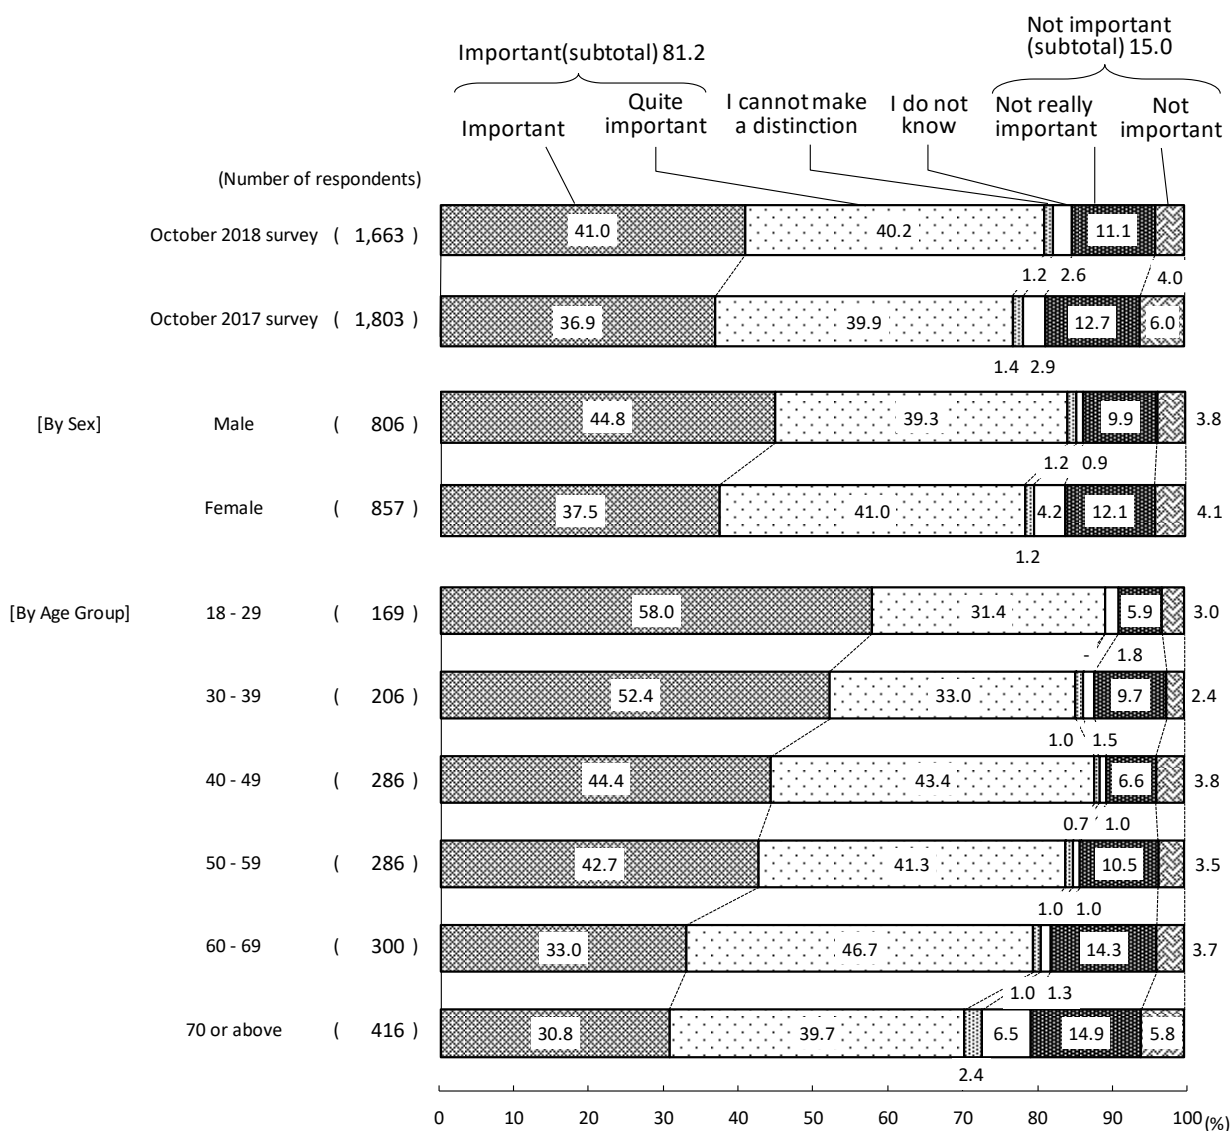 Not important
(subtotal) 15.0
Important(subtotal) 81.2
Important
Quite
important
I cannot make
a distinction
I do not
know
Not really
important
Not
important
(Number of respondents)
October 2018 survey ( 1,663 ) 41.0 40.2 11.1
1.2 2.6 4.0
October 2017 survey ( 1,803 ) 36.9 39.9 12.7 6.0
1.4 2.9
[By Sex] Male ( 806 ) 44.8 39.3 9.9 3.8
1.2 0.9
Female ( 857 ) 37.5 41.0 4.2 12.1 4.1
1.2
[By Age Group] 18 - 29 ( 169 ) 58.0 31.4 5.9 3.0
- 1.8
30 - 39 ( 206 ) 52.4 33.0 9.7 2.4
1.0 1.5
40 - 49 ( 286 ) 44.4 43.4 6.6 3.8
0.7 1.0
50 - 59 ( 286 ) 42.7 41.3 10.5 3.5
1.0 1.0
60 - 69 ( 300 ) 33.0 46.7 14.3 3.7
1.0 1.3
70 or above ( 416 ) 30.8 39.7 6.5 14.9 5.8
2.4
0 10 20 30 40 50 60 70 80 90 100 (%)